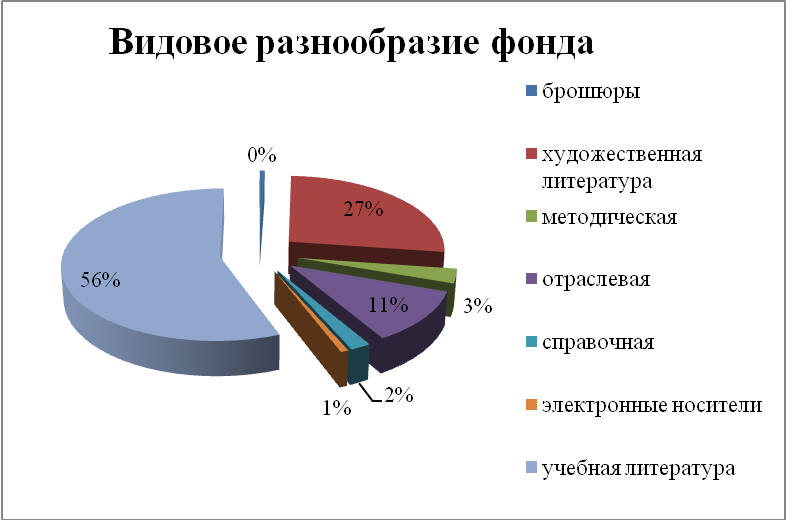 Видовое разнообразие фонда
0%
27%
3%
11%
2%
1%
56%
брошюры
художественная
литература
методическая
отраслевая
справочная
электронные носители
учебная литература